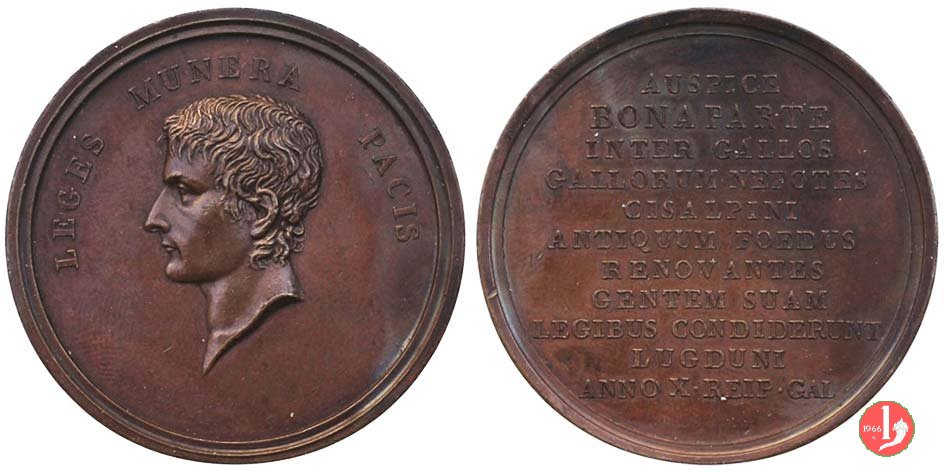 LEGES MUNERA PACIS
AUSPICE
BONAPARTE
INTER GALLOS
GALLORUM NEPOTES
CISALPINI
ANTIQUUM FOEDUS
RENOVANTES
GENTEM SUAM
LEGIBUS CONDIDERUNT
LUGDUNI
ANNO X · REIP · GAL ·
1966